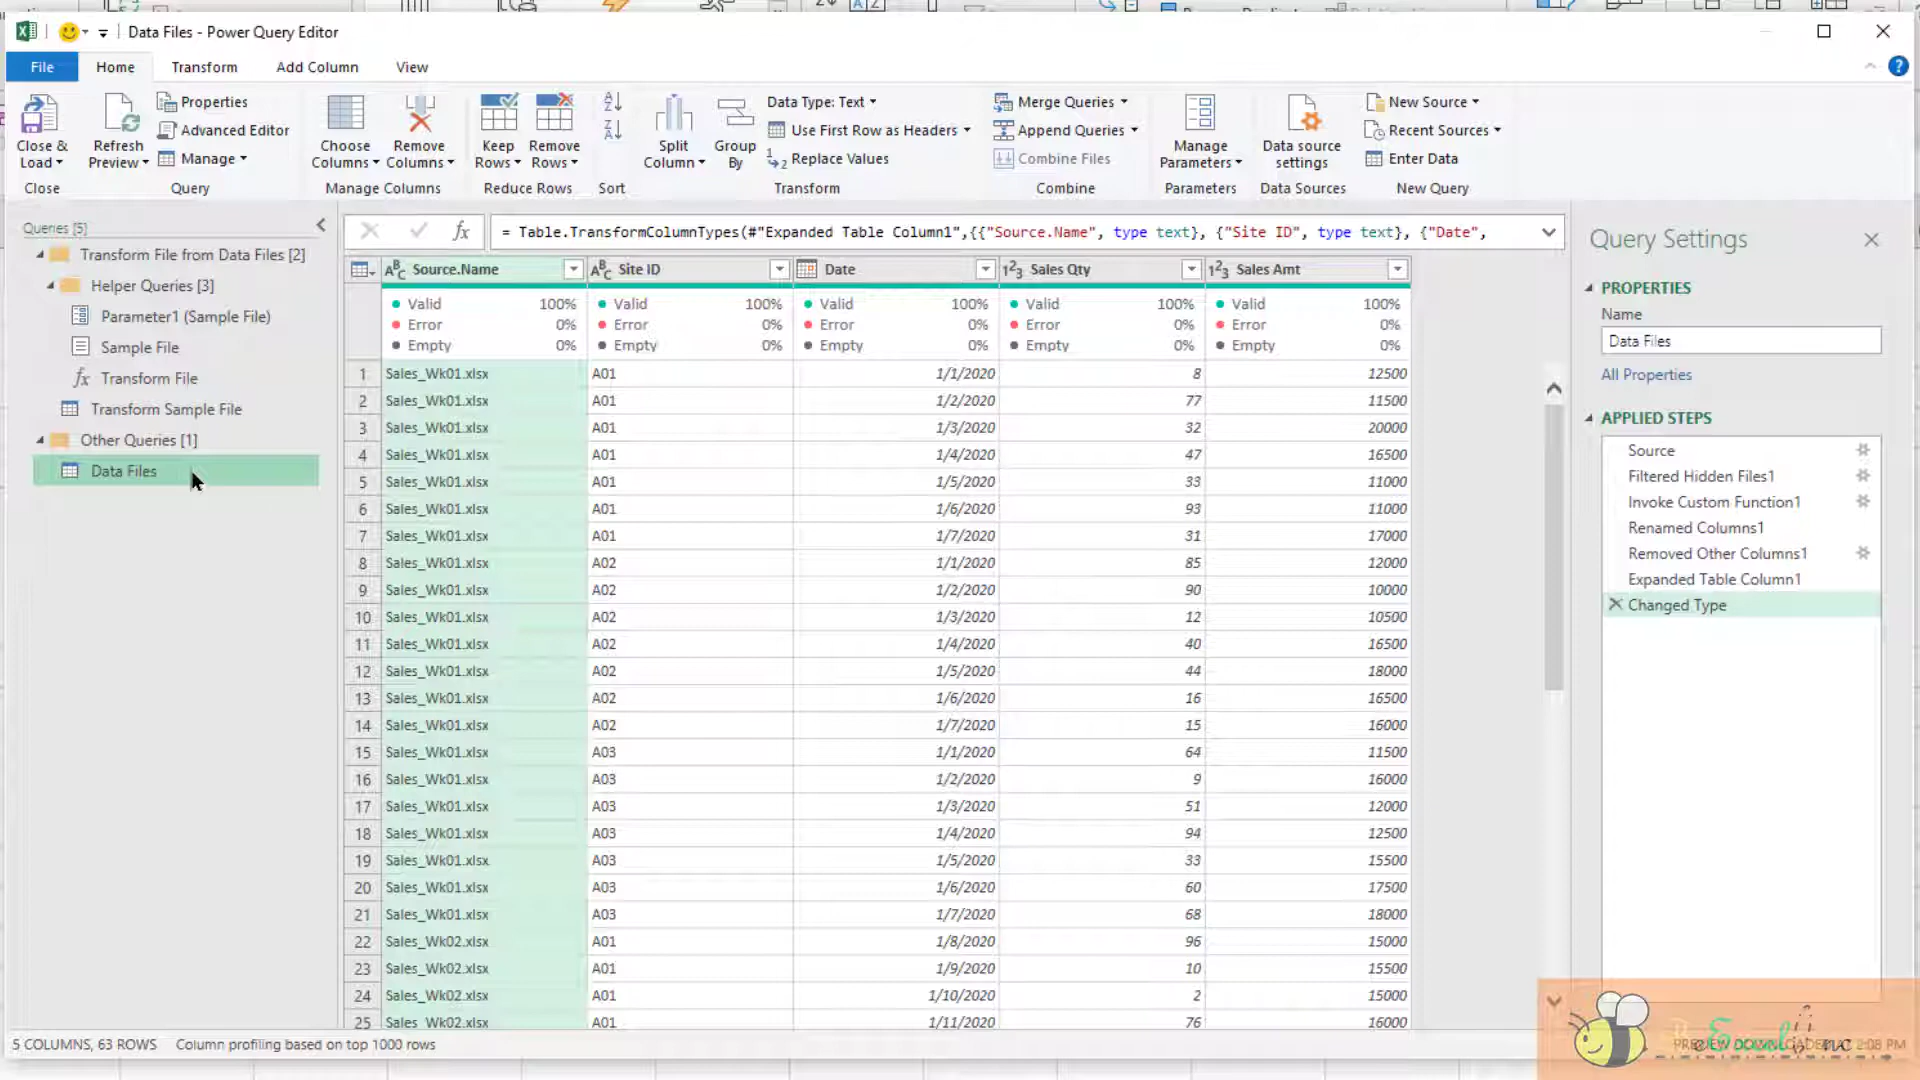 Data Files - Power Query Editor
File Home Transform Add Column View
Close & Load
Refresh Preview
Properties
Advanced Editor
Manage
Choose Columns
Remove Columns
Keep Rows
Remove Rows
Split Column
Group By
Data Type: Text
Use First Row as Headers
Replace Values
Merge Queries
Append Queries
Combine Files
Manage Parameters
Data source settings
New Source
Recent Sources
Enter Data
Close Query Manage Columns Reduce Rows Sort Transform Combine Parameters Data Sources New Query
Queries [5]
Transform File from Data Files [2]
Helper Queries [3]
Parameter1 (Sample File)
Sample File
fx Transform File
Transform Sample File
Other Queries [1]
Data Files
fx = Table.TransformColumnTypes(#"Expanded Table Column1",{{"Source.Name", type text}, {"Site ID", type text}, {"Date",
Source.Name Site ID Date Sales Qty Sales Amt
Valid 100% Valid 100% Valid 100% Valid 100% Valid 100%
Error 0% Error 0% Error 0% Error 0% Error 0%
Empty 0% Empty 0% Empty 0% Empty 0% Empty 0%
1 Sales_Wk01.xlsx A01 1/1/2020 8 12500
2 Sales_Wk01.xlsx A01 1/2/2020 77 11500
3 Sales_Wk01.xlsx A01 1/3/2020 32 20000
4 Sales_Wk01.xlsx A01 1/4/2020 47 16500
5 Sales_Wk01.xlsx A01 1/5/2020 33 11000
6 Sales_Wk01.xlsx A01 1/6/2020 93 11000
7 Sales_Wk01.xlsx A01 1/7/2020 31 17000
8 Sales_Wk01.xlsx A02 1/1/2020 85 12000
9 Sales_Wk01.xlsx A02 1/2/2020 90 10000
10 Sales_Wk01.xlsx A02 1/3/2020 12 10500
11 Sales_Wk01.xlsx A02 1/4/2020 40 16500
12 Sales_Wk01.xlsx A02 1/5/2020 44 18000
13 Sales_Wk01.xlsx A02 1/6/2020 16 16500
14 Sales_Wk01.xlsx A02 1/7/2020 15 16000
15 Sales_Wk01.xlsx A03 1/1/2020 64 11500
16 Sales_Wk01.xlsx A03 1/2/2020 9 16000
17 Sales_Wk01.xlsx A03 1/3/2020 51 12000
18 Sales_Wk01.xlsx A03 1/4/2020 94 12500
19 Sales_Wk01.xlsx A03 1/5/2020 33 15500
20 Sales_Wk01.xlsx A03 1/6/2020 60 17500
21 Sales_Wk01.xlsx A03 1/7/2020 68 18000
22 Sales_Wk02.xlsx A01 1/8/2020 96 15000
23 Sales_Wk02.xlsx A01 1/9/2020 10 15500
24 Sales_Wk02.xlsx A01 1/10/2020 2 15000
25 Sales_Wk02.xlsx A01 1/11/2020 76 16000
Query Settings
PROPERTIES
Name
Data Files
All Properties
APPLIED STEPS
Source
Filtered Hidden Files1
Invoke Custom Function1
Renamed Columns1
Removed Other Columns1
Expanded Table Column1
Changed Type
5 COLUMNS, 63 ROWS Column profiling based on top 1000 rows
2:08 PM